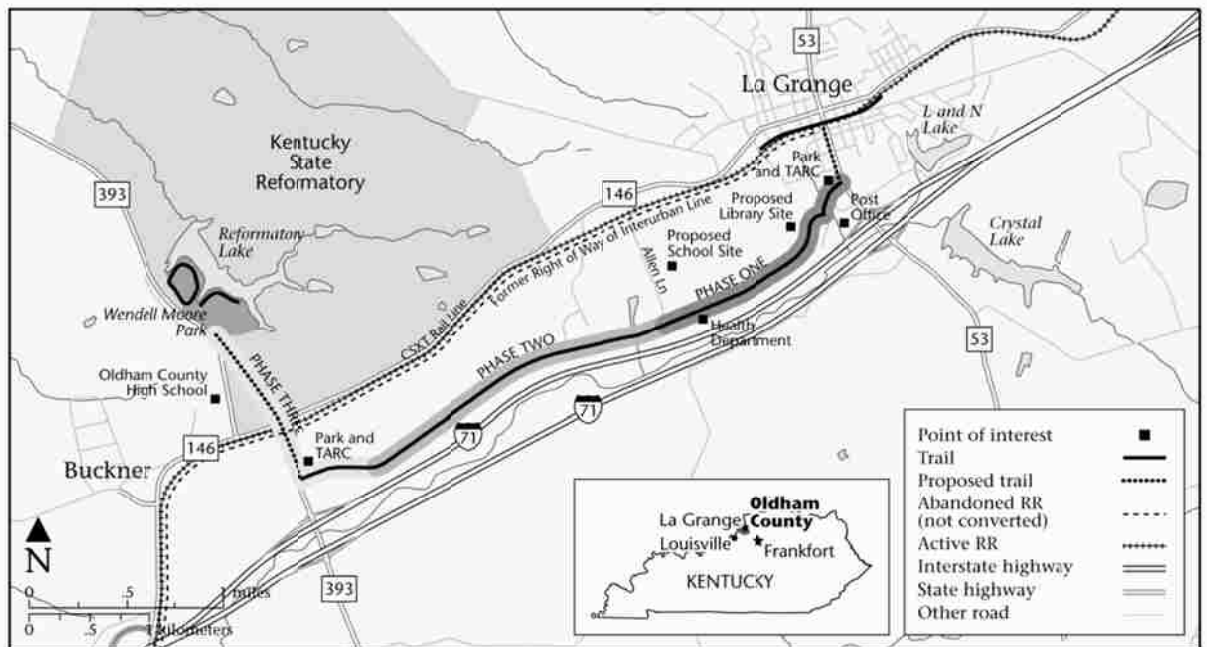 53
La Grange
L and N
Lake
Kentucky
State
Reformatory
393
146
Park
and TARC
Proposed
Library Site
Post
Office
Crystal
Lake
Reformatory
Lake
Former Right of Way of Interurban Line
Proposed
School Site
Allen Ln
PHASE ONE
Wendell Moore
Park
Health
Department
CSXT Rail Line
PHASE TWO
53
PHASE THREE
Oldham County
High School
71
71
146
Park and
TARC
Buckner
Point of interest
Trail
Proposed trail
Abandoned RR
(not converted)
Active RR
Interstate highway
State highway
Other road
Oldham
County
La Grange
Louisville
Frankfort
KENTUCKY
N
393
0 .5 1 miles
0 .5 1 kilometers